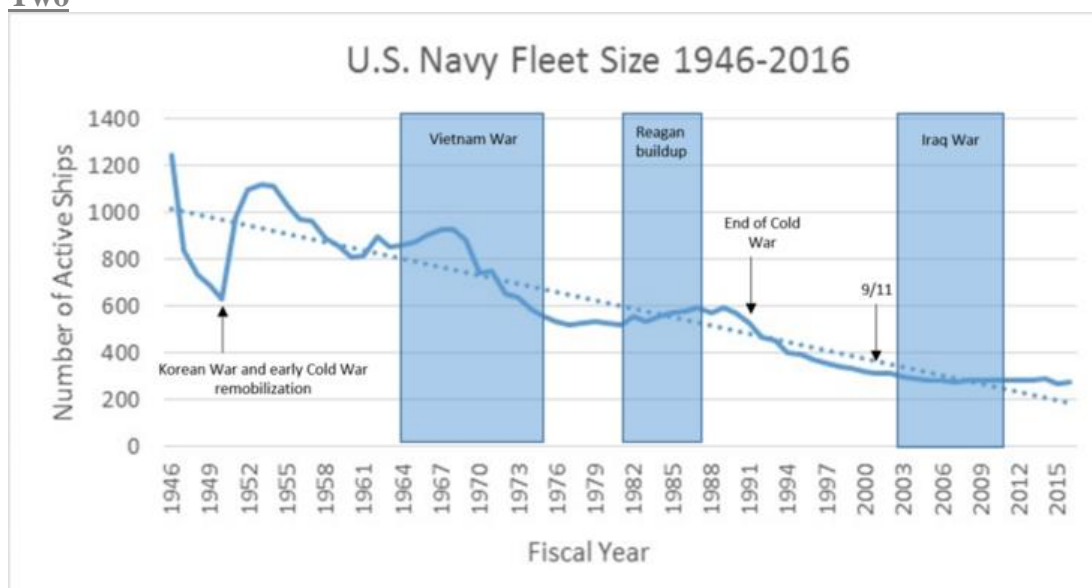 Two
U.S. Navy Fleet Size 1946-2016
Number of Active Ships
1400
1200
1000
800
600
400
200
0
Vietnam War
Reagan
buildup
Iraq War
End of Cold
War
9/11
Korean War and early Cold War
remobilization
1946
1949
1952
1955
1958
1961
1964
1967
1970
1973
1976
1979
1982
1985
1988
1991
1994
1997
2000
2003
2006
2009
2012
2015
Fiscal Year